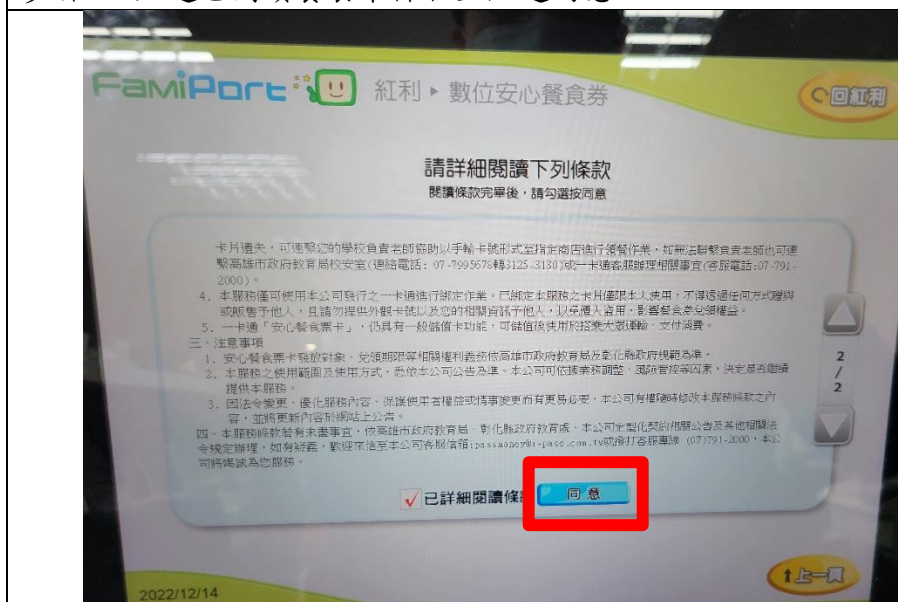 FamiPort 紅利▸數位安心餐食券
回紅利
請詳細閱讀下列條款
閱讀條款完畢後,請勾選按同意
卡片遺失,可連繫您的學校負責老師協助以手輸卡號形式至指定商店進行領餐作業,如無法聯繫負責老師也可連
繫高雄市政府教育局校安室(連絡電話: 07-7995678轉3125-3130)或一卡通客服辦理相關事宜(客服電話:07-791-
2000)。
4. 本服務僅可使用本公司發行之一卡通進行綁定作業。已綁定本服務之卡片僅限本人使用,不得透過任何方式贈與
或販售予他人,且請勿提供外觀卡號以及您的相關資訊予他人,以免遭人盜用,影響餐食券兌領權益。
5. 一卡通「安心餐食票卡」,仍具有一般儲值卡功能,可儲值後使用於搭乘大眾運輸、支付消費。
三、注意事項
1. 安心餐食票卡發放對象、兌領期限等相關權利義務依高雄市政府教育局及彰化縣政府規範為準。
2. 本服務之使用範圍及使用方式,悉依本公司公告為準。本公司可依據業務調整、風險管控等因素,決定是否繼續
提供本服務。
3. 因法令變更、優化服務內容、保護使用者權益或情事變更而有更易必要,本公司有權隨時修改本服務條款之內
容,並將更新內容於網站上公告。
四、本服務條款若有未盡事宜,依高雄市政府教育局、彰化縣政府教育處、本公司定型化契約相關公告及其他相關法
令規定辦理,如有疑義,歡迎來信至本公司客服信箱:passmoney@i-pass.com.tw或撥打客服專線 (07)791-2000,本公
司將竭誠為您服務。
2
/
2
已詳細閱讀條 同意
上一頁
2022/12/14